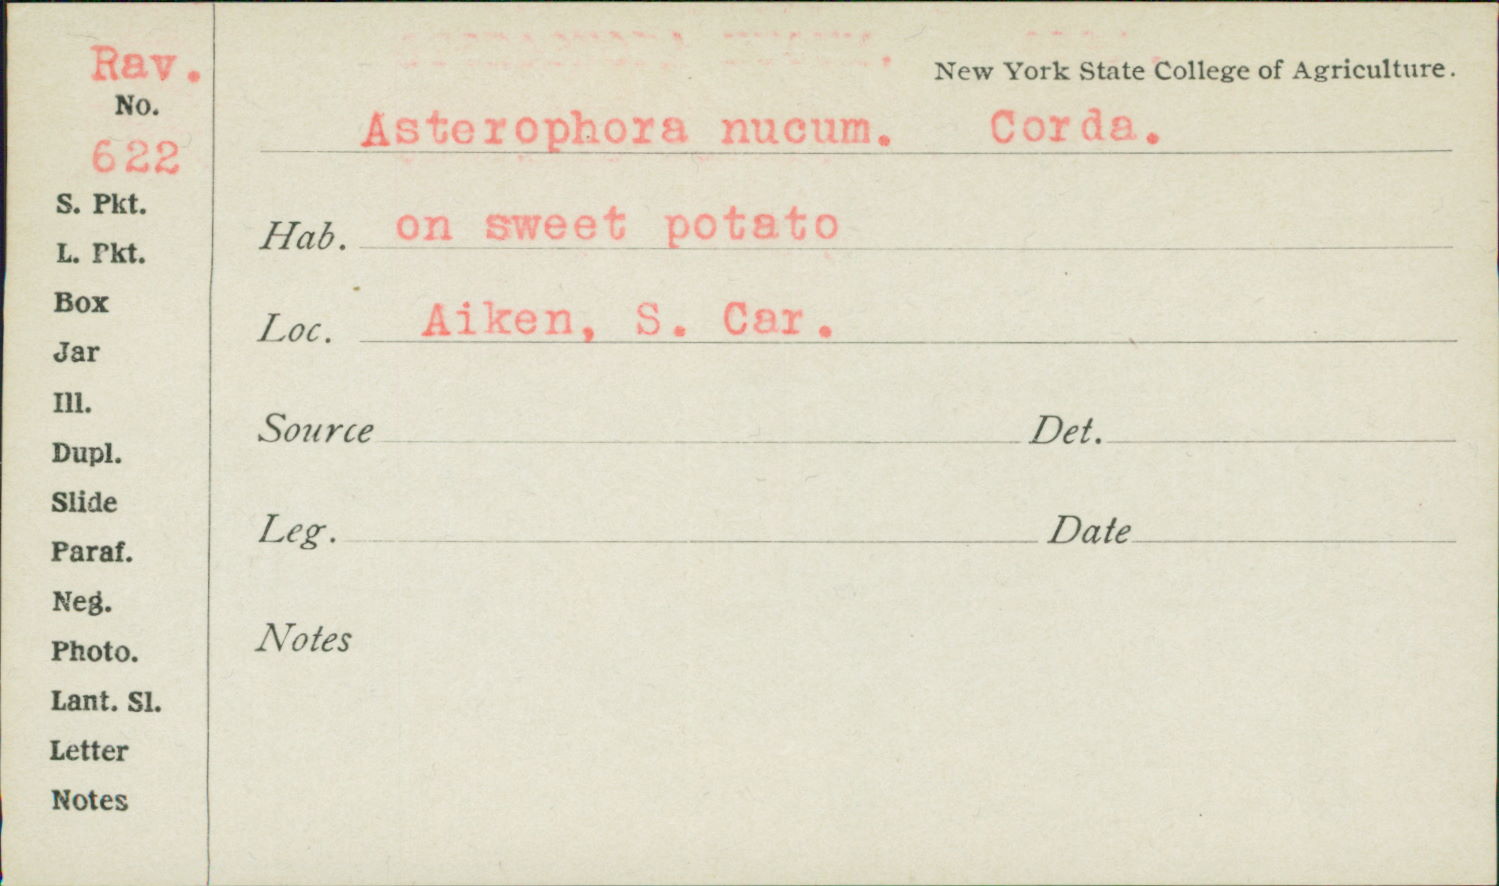 Rav.
No.
622
S. Pkt.
L. Pkt.
Box
Jar
Ill.
Dupl.
Slide
Paraf.
Neg.
Photo.
Lant. Sl.
Letter
Notes
New York State College of Agriculture.
Asterophora nucum. Corda.
Hab. on sweet potato
Loc. Aiken, S. Car.
Source Det.
Leg. Date
Notes